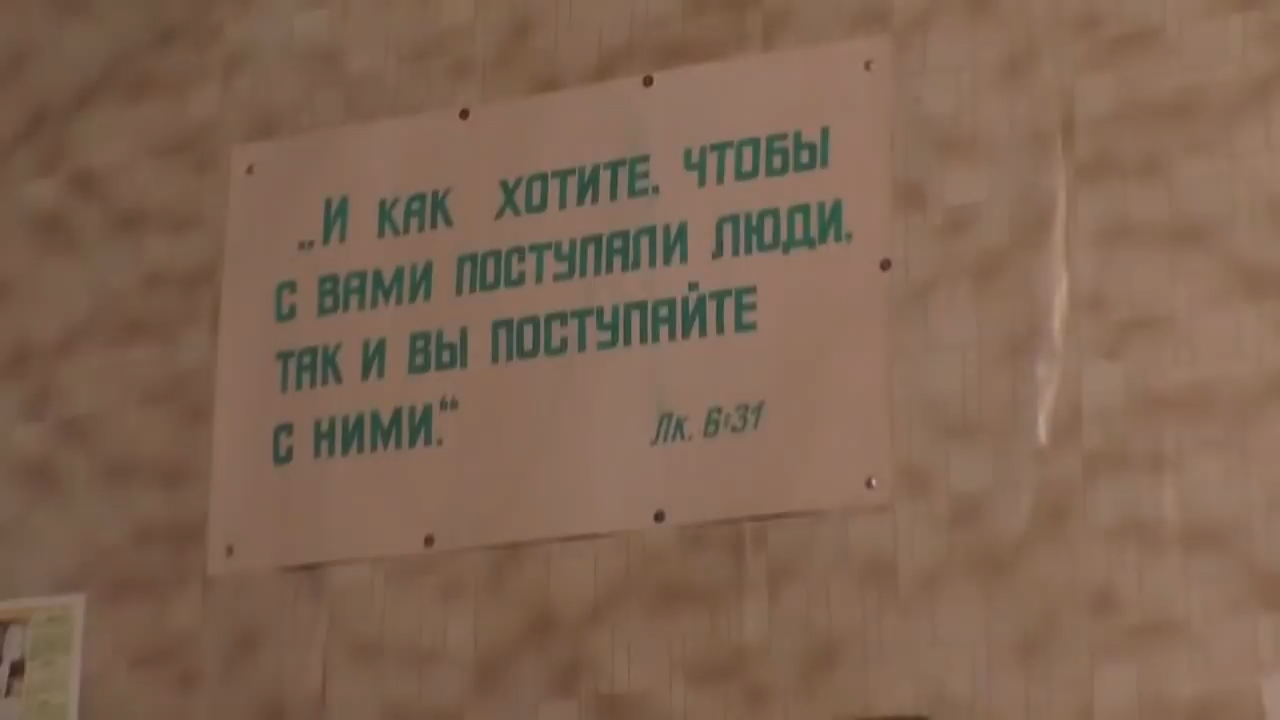 „И КАК ХОТИТЕ, ЧТОБЫ
С ВАМИ ПОСТУПАЛИ ЛЮДИ,
ТАК И ВЫ ПОСТУПАЙТЕ
С НИМИ.“
Лк. 6:31